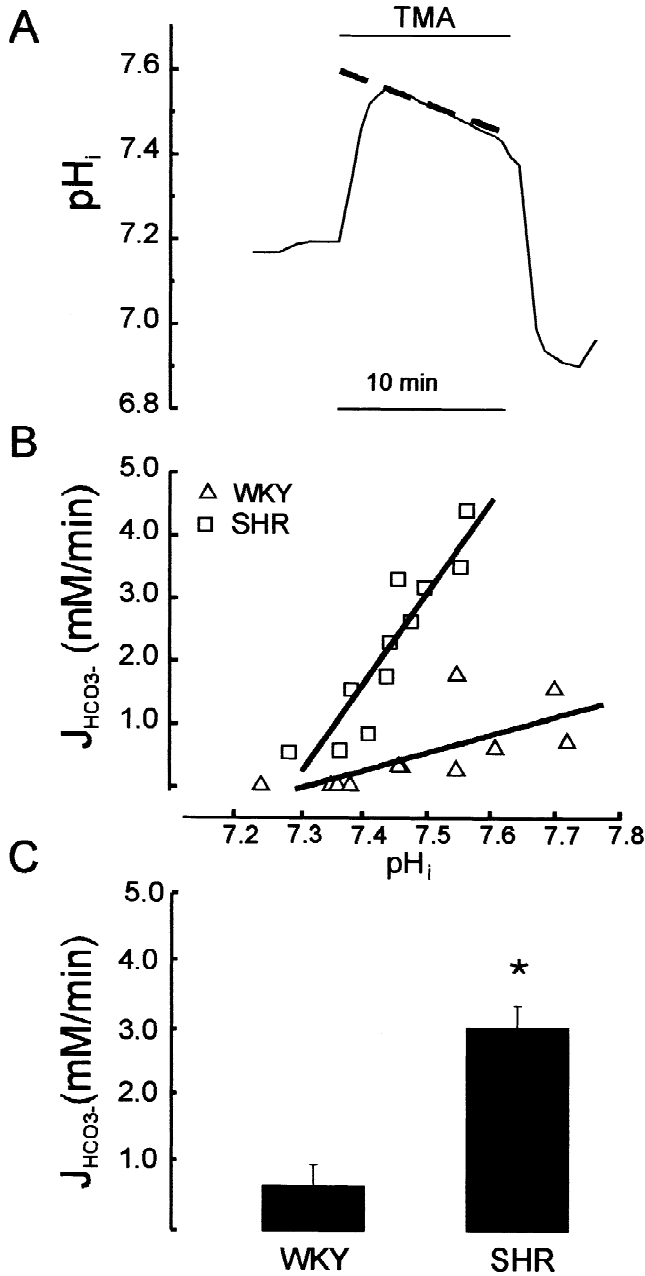 A
TMA
pHi
7.6
7.4
7.2
7.0
6.8
10 min
B
JHCO3- (mM/min)
5.0
4.0
3.0
2.0
1.0
△ WKY
□ SHR
7.2 7.3 7.4 7.5 7.6 7.7 7.8
pHi
C
JHCO3-(mM/min)
5.0
4.0
3.0
2.0
1.0
*
WKY SHR